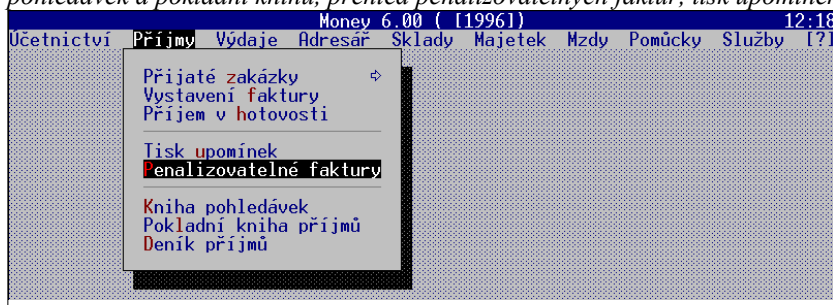 pohledávek a pokladní kniha, přehled penalizovatelných faktur, tisk upomínek
Money 6.00 ( [1996]) 12:18
Účetnictví Příjmy Výdaje Adresář Sklady Majetek Mzdy Pomůcky Služby [?]
Přijaté zakázky ⇨
Vystavení faktury
Příjem v hotovosti
Tisk upomínek
Penalizovatelné faktury
Kniha pohledávek
Pokladní kniha příjmů
Deník příjmů